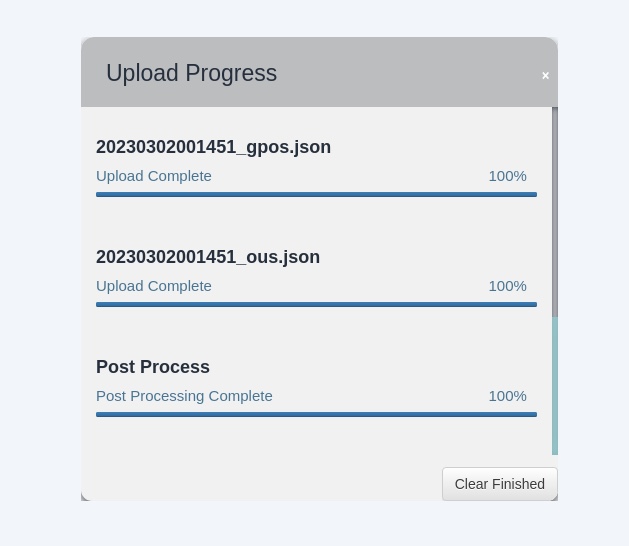 Upload Progress
×
20230302001451_gpos.json
Upload Complete 100%
20230302001451_ous.json
Upload Complete 100%
Post Process
Post Processing Complete 100%
Clear Finished